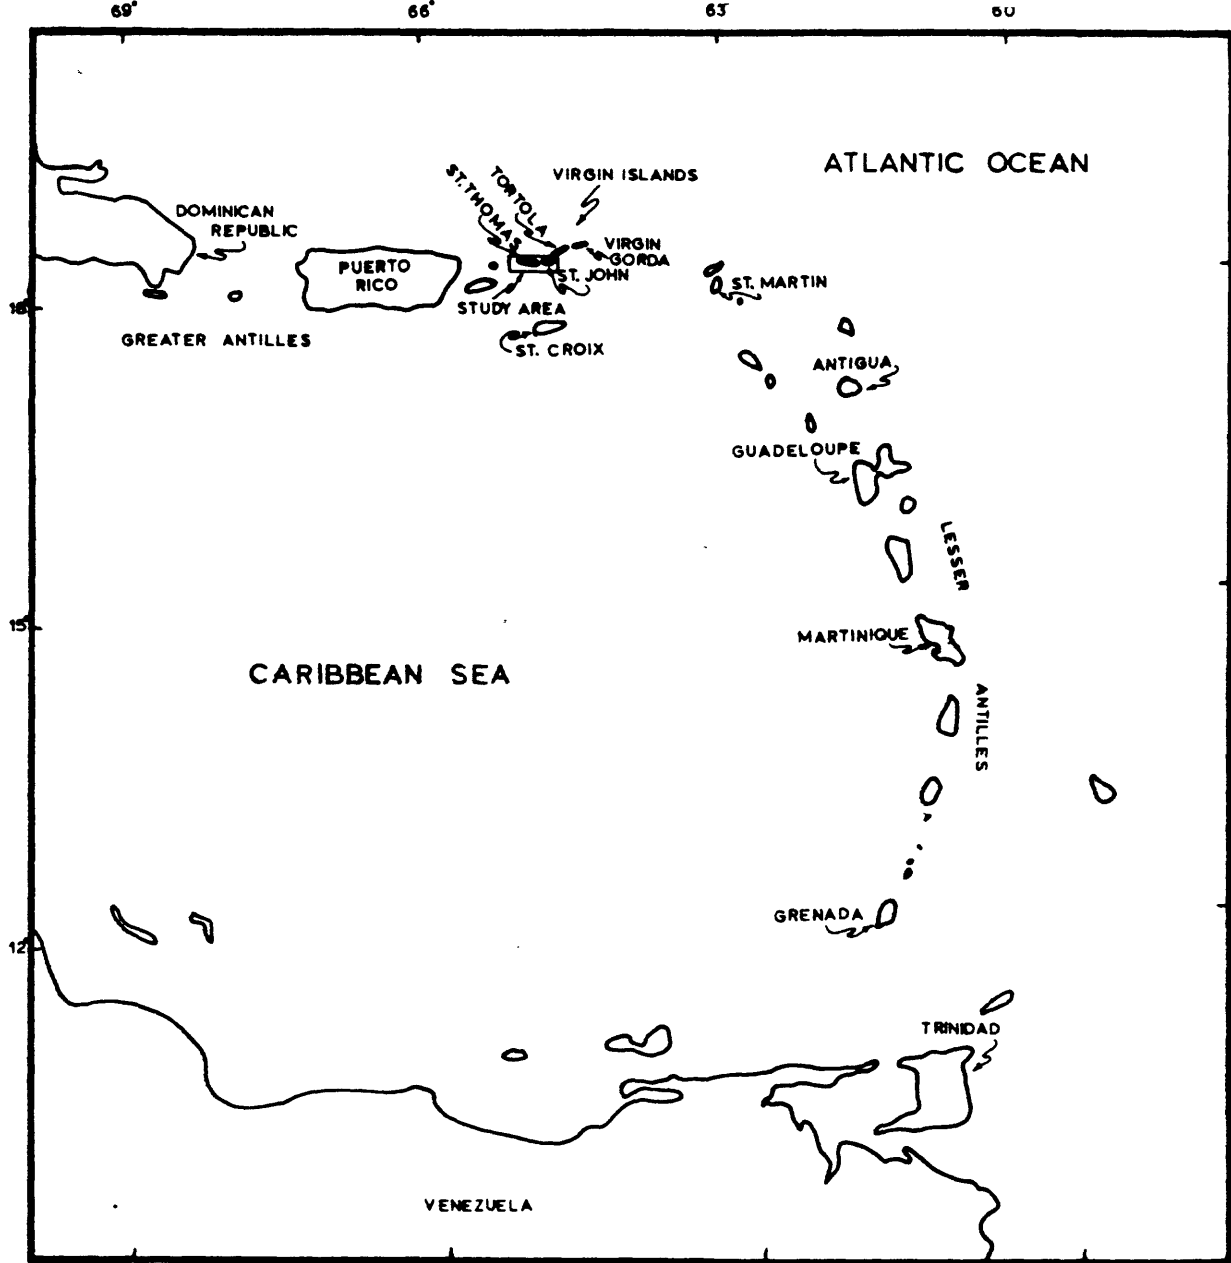 69°
66°
63
60
ATLANTIC OCEAN
ST. THOMAS
TORTOLA
VIRGIN ISLANDS
DOMINICAN
REPUBLIC
VIRGIN
GORDA
PUERTO
RICO
ST. JOHN
ST. MARTIN
STUDY AREA
18°
GREATER ANTILLES
ST. CROIX
ANTIGUA
GUADELOUPE
LESSER
15°
MARTINIQUE
CARIBBEAN SEA
ANTILLES
GRENADA
12°
TRINIDAD
VENEZUELA